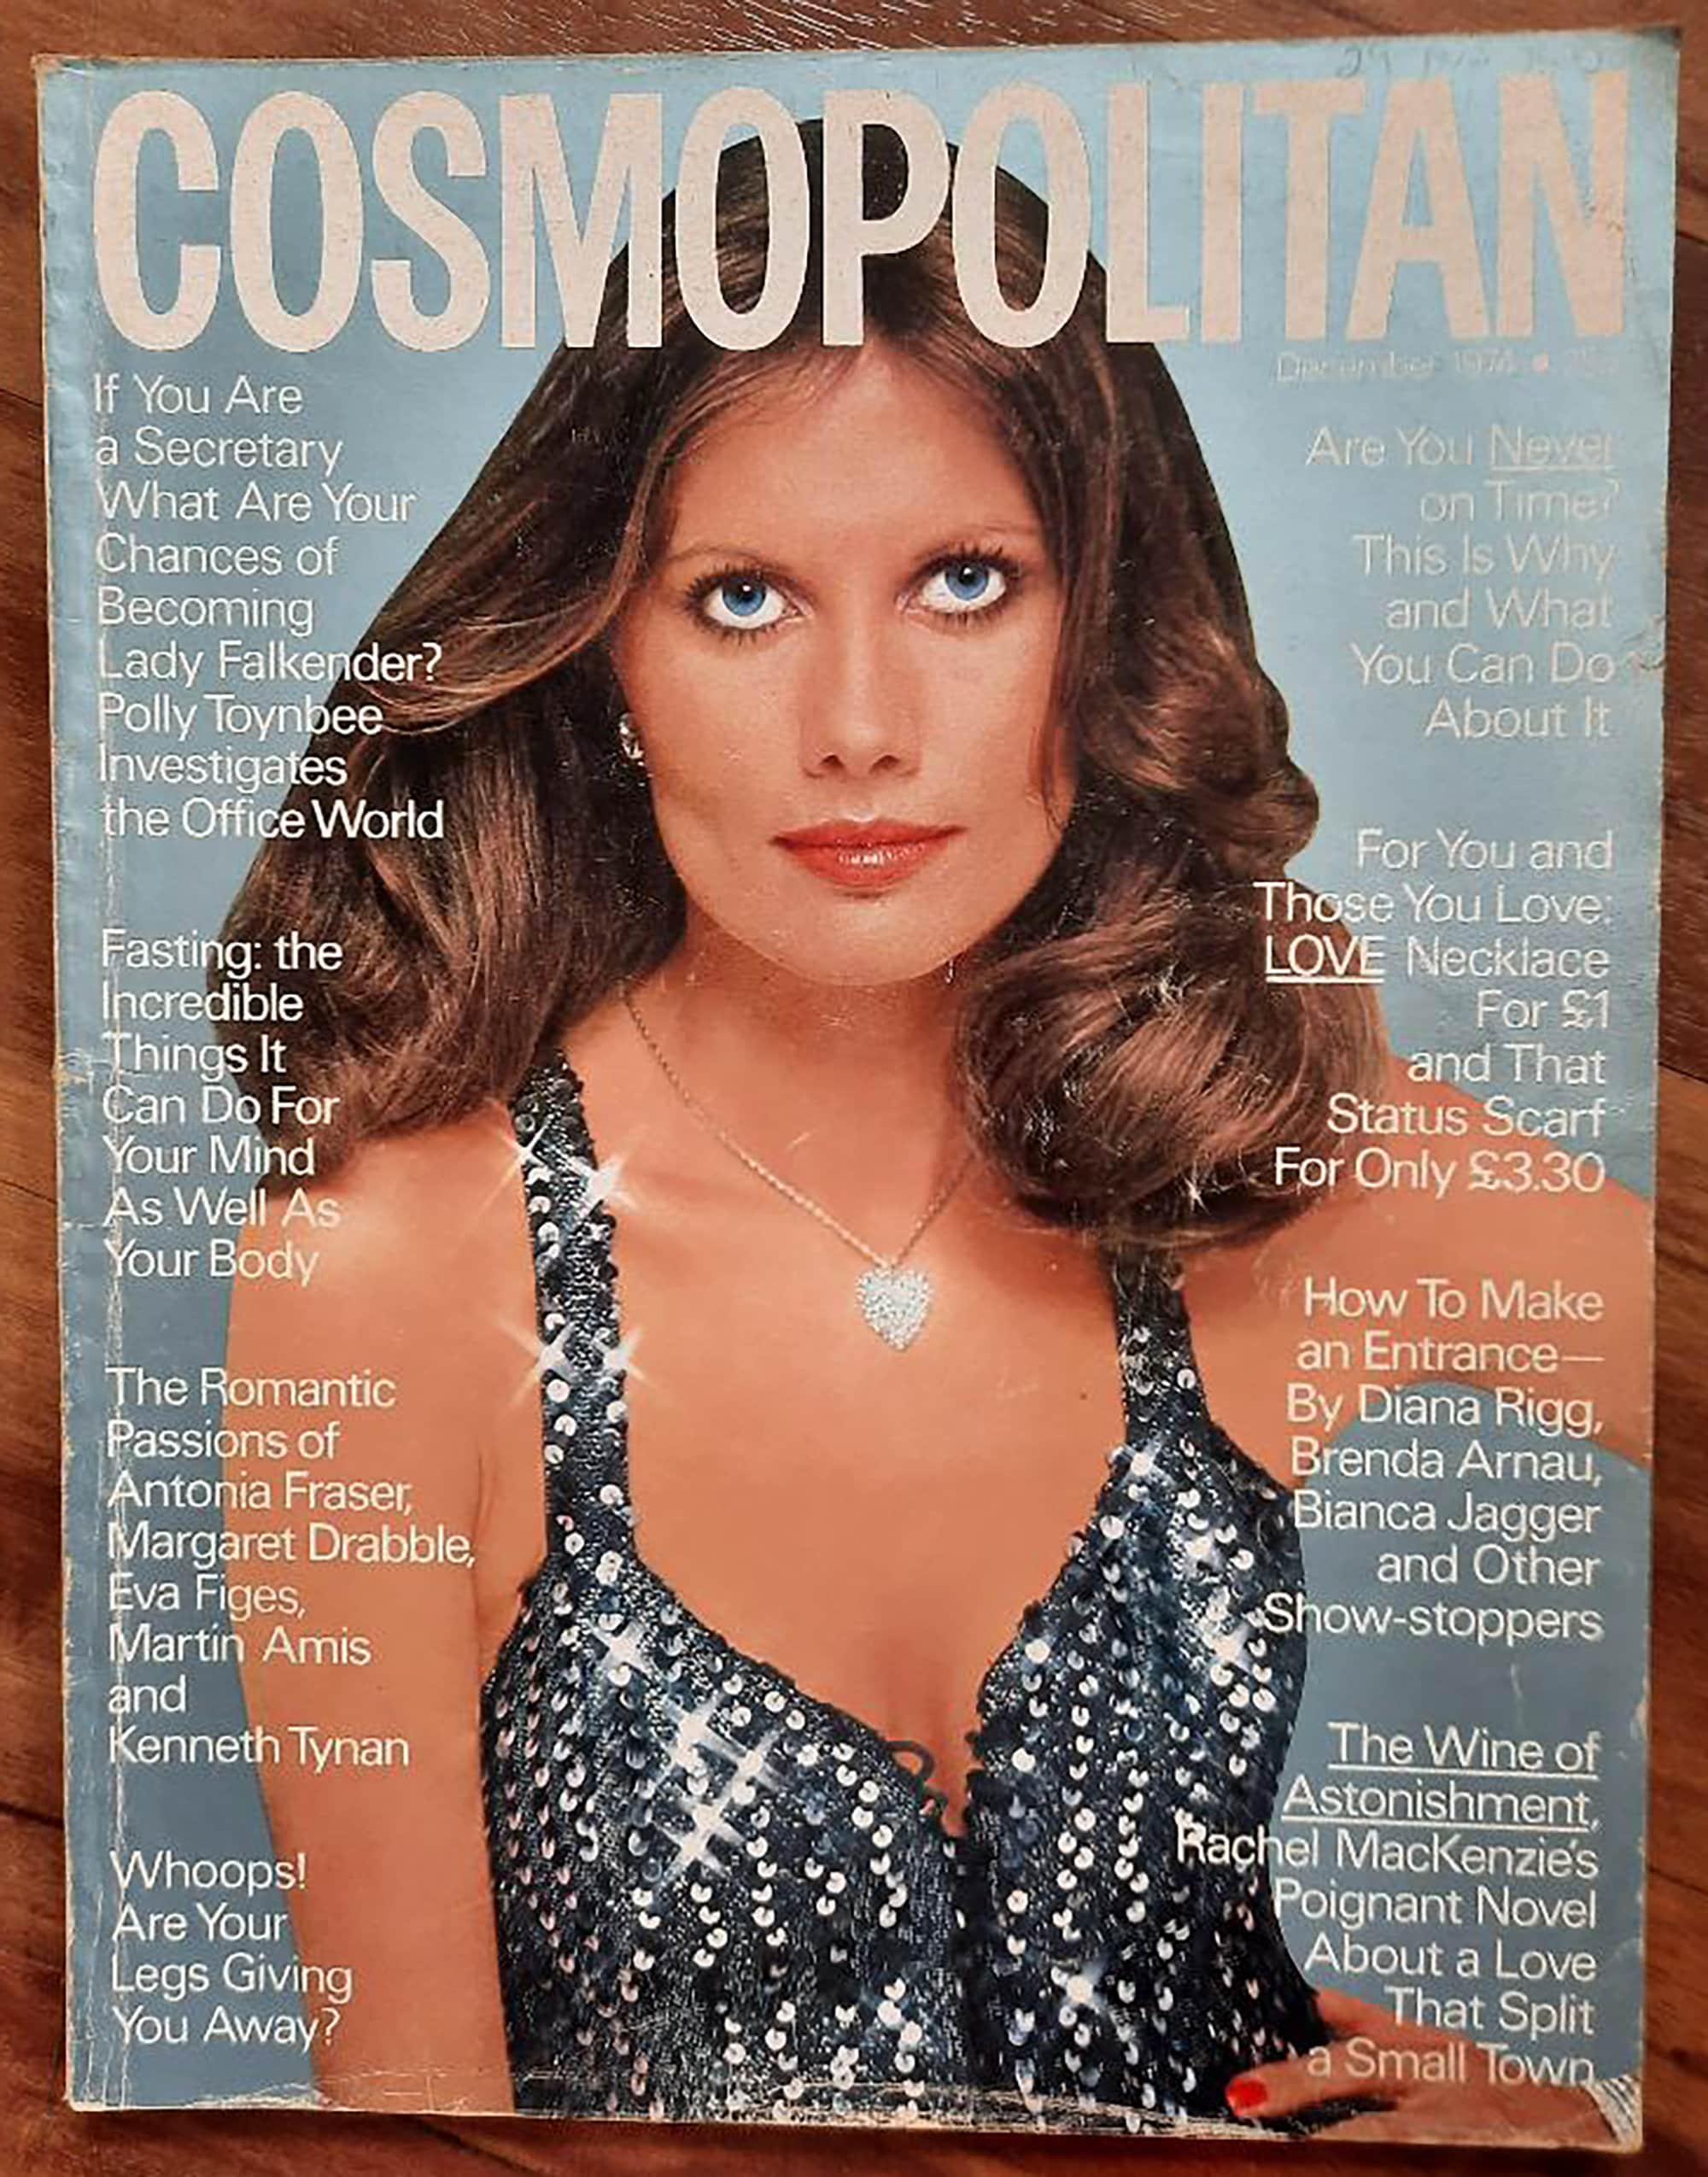 COSMOPOLITAN
December 1974
If You Are
a Secretary
What Are Your
Chances of
Becoming
Lady Falkender?
Polly Toynbee
Investigates
the Office World
Fasting: the
Incredible
Things It
Can Do For
Your Mind
As Well As
Your Body
The Romantic
Passions of
Antonia Fraser,
Margaret Drabble,
Eva Figes,
Martin Amis
and
Kenneth Tynan
Whoops!
Are Your
Legs Giving
You Away?
Are You Never
on Time?
This Is Why
and What
You Can Do
About It
For You and
Those You Love:
LOVE Necklace
For £1
and That
Status Scarf
For Only £3.30
How To Make
an Entrance—
By Diana Rigg,
Brenda Arnau,
Bianca Jagger
and Other
Show-stoppers
The Wine of
Astonishment,
Rachel MacKenzie's
Poignant Novel
About a Love
That Split
a Small Town